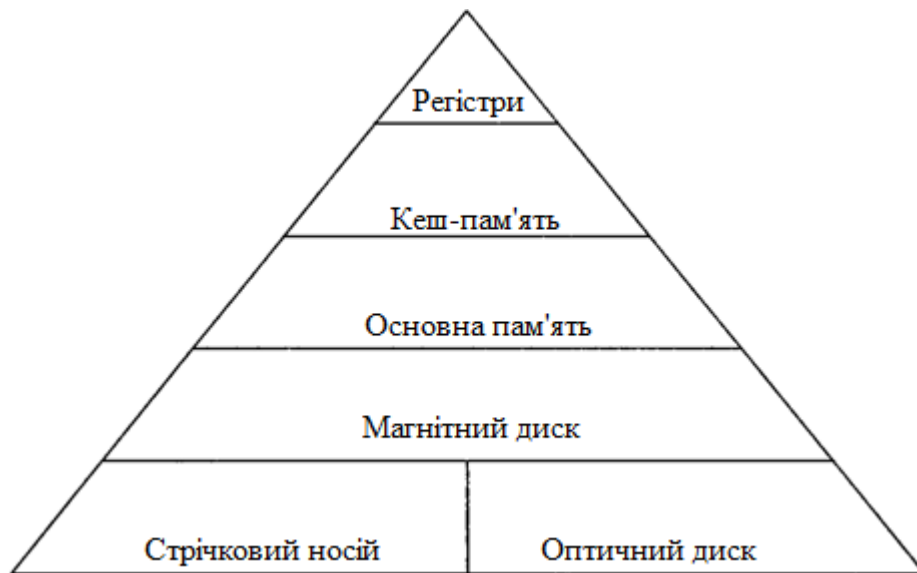 Регістри
Кеш-пам'ять
Основна пам'ять
Магнітний диск
Стрічковий носій
Оптичний диск